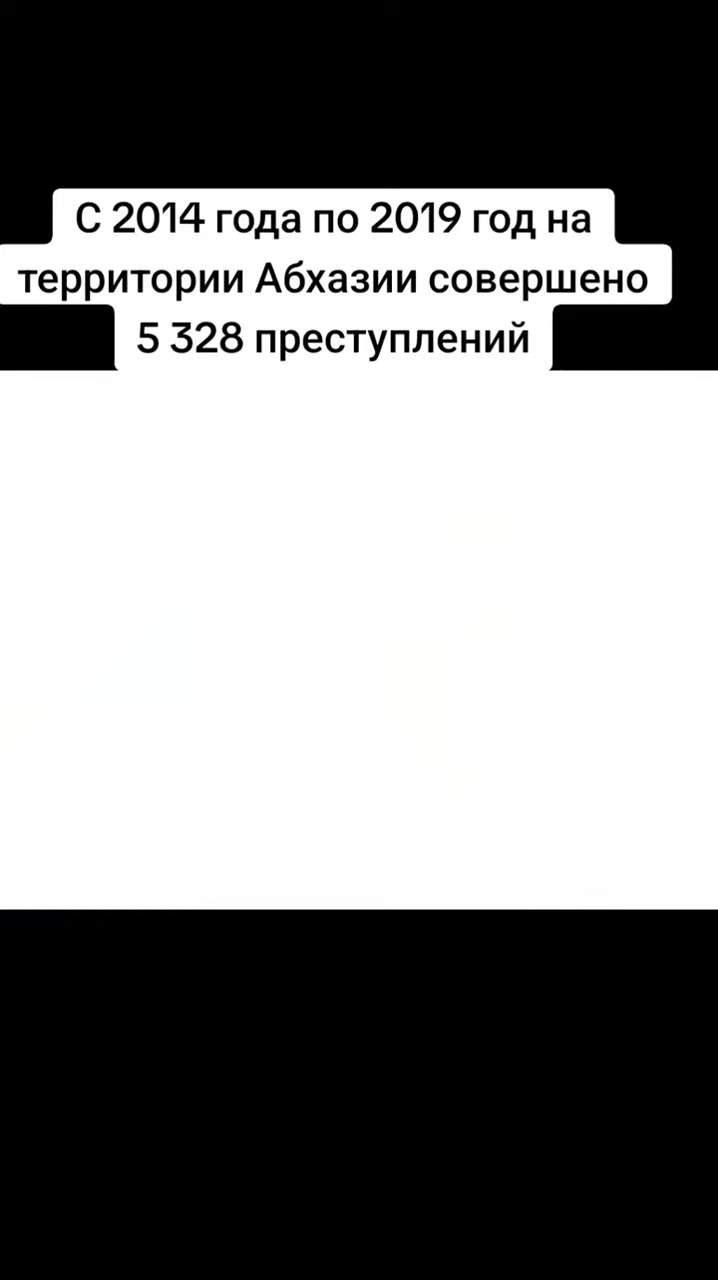 С 2014 года по 2019 год на
территории Абхазии совершено
5 328 преступлений